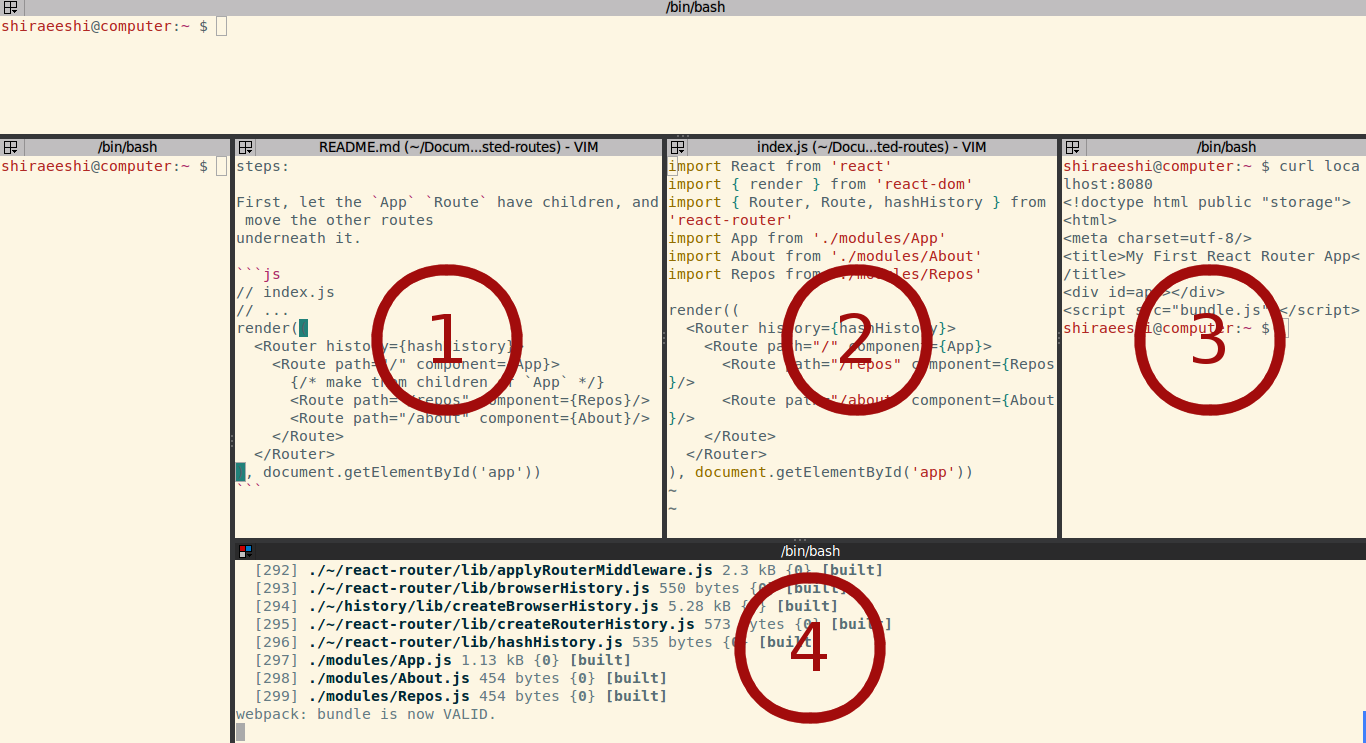 /bin/bash
shiraeeshi@computer:~ $
/bin/bash
shiraeeshi@computer:~ $
README.md (~/Docum...sted-routes) - VIM
steps:
First, let the `App` `Route` have children, and
move the other routes
underneath it.
```js
// index.js
// ...
render((
<Router history={hashHistory}>
<Route path="/" component={App}>
{/* make them children of `App` */}
<Route path="/repos" component={Repos}/>
<Route path="/about" component={About}/>
</Route>
</Router>
), document.getElementById('app'))
```
1
index.js (~/Docu...ted-routes) - VIM
import React from 'react'
import { render } from 'react-dom'
import { Router, Route, hashHistory } from
'react-router'
import App from './modules/App'
import About from './modules/About'
import Repos from './modules/Repos'
render((
<Router history={hashHistory}>
<Route path="/" component={App}>
<Route path="/repos" component={Repos
}/>
<Route path="/about" component={About
}/>
</Route>
</Router>
), document.getElementById('app'))
~
~
2
/bin/bash
shiraeeshi@computer:~ $ curl loca
lhost:8080
<!doctype html public "storage">
<html>
<meta charset=utf-8/>
<title>My First React Router App<
/title>
<div id=app></div>
<script src="bundle.js"></script>
shiraeeshi@computer:~ $
3
/bin/bash
[292] ./~/react-router/lib/applyRouterMiddleware.js 2.3 kB {0} [built]
[293] ./~/react-router/lib/browserHistory.js 550 bytes {0} [built]
[294] ./~/history/lib/createBrowserHistory.js 5.28 kB {0} [built]
[295] ./~/react-router/lib/createRouterHistory.js 573 bytes {0} [built]
[296] ./~/react-router/lib/hashHistory.js 535 bytes {0} [built]
[297] ./modules/App.js 1.13 kB {0} [built]
[298] ./modules/About.js 454 bytes {0} [built]
[299] ./modules/Repos.js 454 bytes {0} [built]
webpack: bundle is now VALID.
4